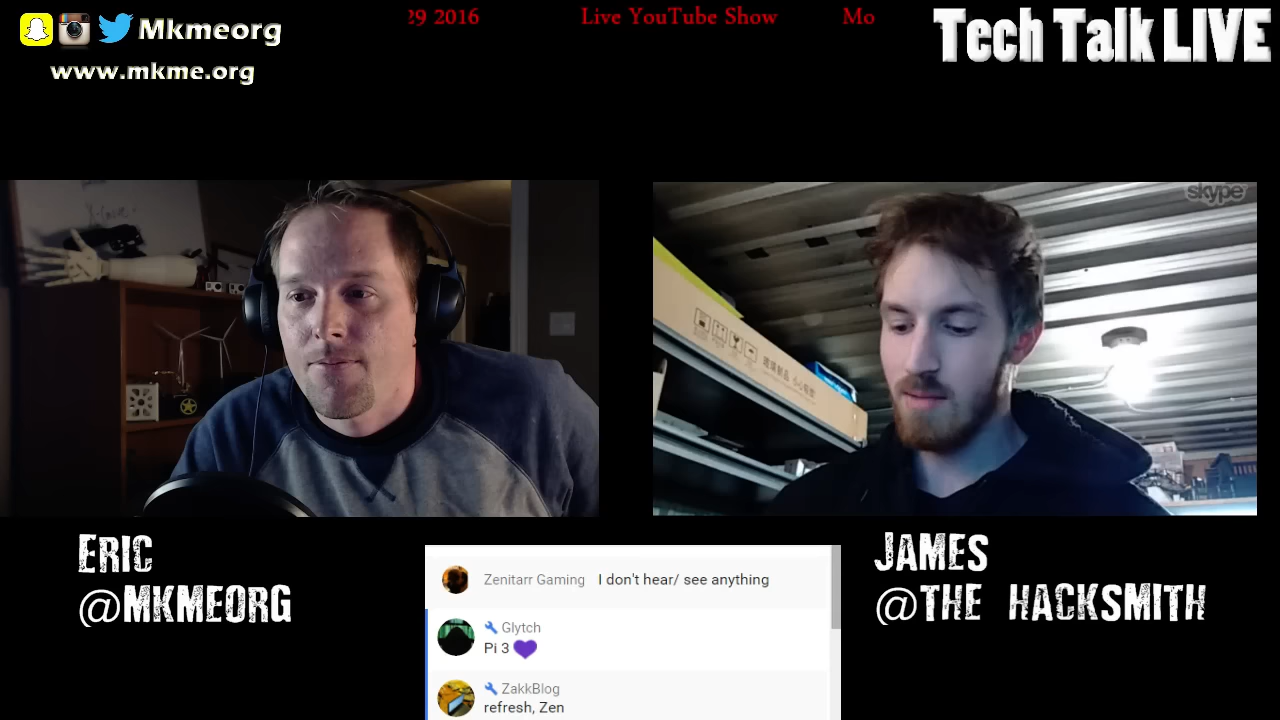 Mkmeorg
www.mkme.org
29 2016 Live YouTube Show Mo
Tech Talk LIVE
skype
ERIC
@MKMEORG
JAMES
@THE HACKSMITH
Zenitarr Gaming I don't hear/ see anything
Glytch
Pi 3 💜
ZakkBlog
refresh, Zen